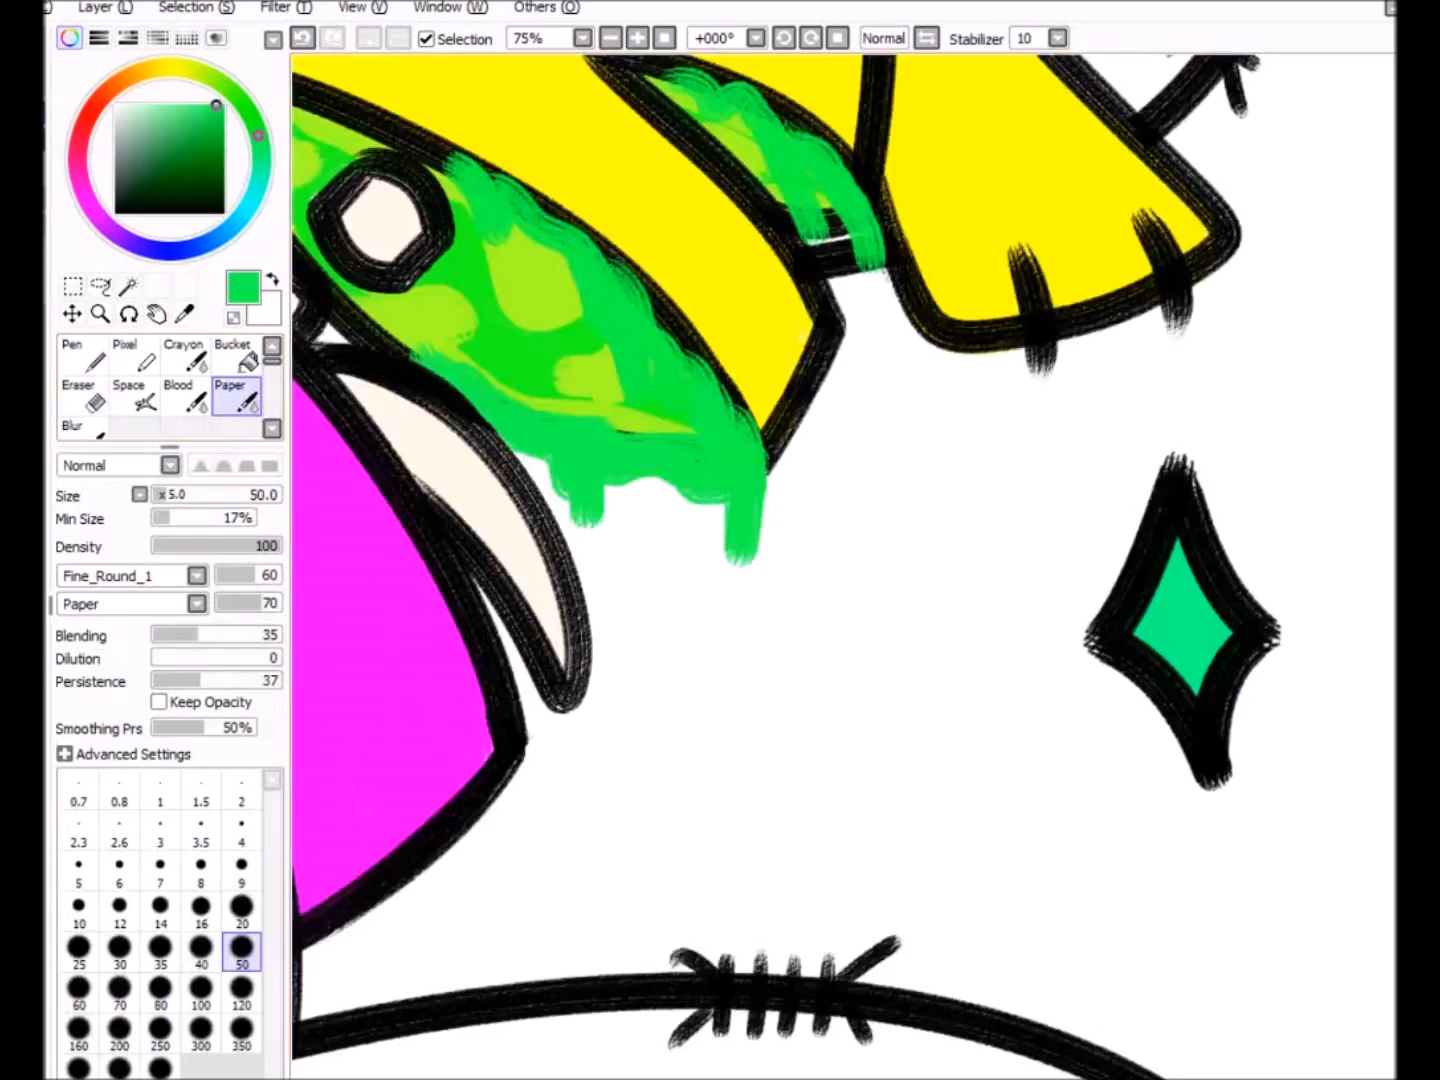 ) Layer (L) Selection (S) Filter (T) View (V) Window (W) Others (O)
Selection 75% +000° Normal Stabilizer 10
Pen Pixel Crayon Bucket
Eraser Space Blood Paper
Blur
Normal
Size x 5.0 50.0
Min Size 17%
Density 100
Fine_Round_1 60
Paper 70
Blending 35
Dilution 0
Persistence 37
Keep Opacity
Smoothing Prs 50%
Advanced Settings
0.7 0.8 1 1.5 2
2.3 2.6 3 3.5 4
5 6 7 8 9
10 12 14 16 20
25 30 35 40 50
60 70 80 100 120
160 200 250 300 350